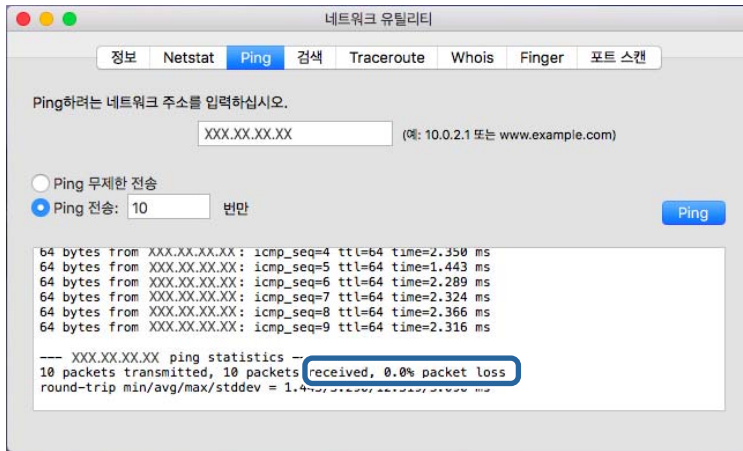 네트워크 유틸리티
정보 Netstat Ping 검색 Traceroute Whois Finger 포트 스캔
Ping하려는 네트워크 주소를 입력하십시오.
XXX.XX.XX.XX (예: 10.0.2.1 또는 www.example.com)
Ping 무제한 전송
Ping 전송: 10 번만
Ping
64 bytes from XXX.XX.XX.XX: icmp_seq=4 ttl=64 time=2.350 ms
64 bytes from XXX.XX.XX.XX: icmp_seq=5 ttl=64 time=1.443 ms
64 bytes from XXX.XX.XX.XX: icmp_seq=6 ttl=64 time=2.289 ms
64 bytes from XXX.XX.XX.XX: icmp_seq=7 ttl=64 time=2.324 ms
64 bytes from XXX.XX.XX.XX: icmp_seq=8 ttl=64 time=2.366 ms
64 bytes from XXX.XX.XX.XX: icmp_seq=9 ttl=64 time=2.316 ms
--- XXX.XX.XX.XX ping statistics —
10 packets transmitted, 10 packets received, 0.0% packet loss
round-trip min/avg/max/stddev = ms